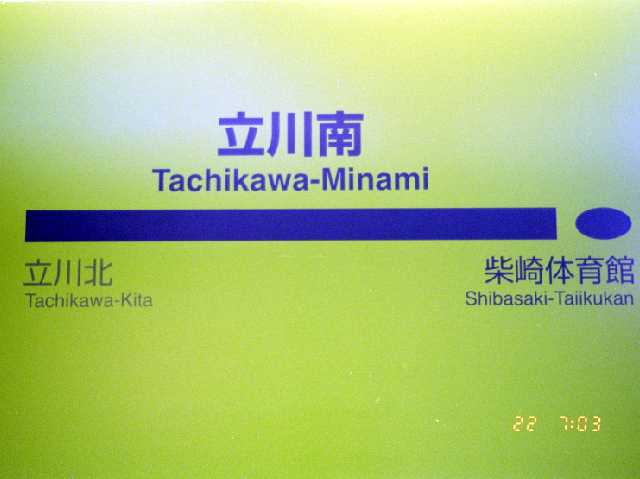 立川南
Tachikawa-Minami
立川北
Tachikawa-Kita
柴崎体育館
Shibasaki-Taiikukan
22 7:03